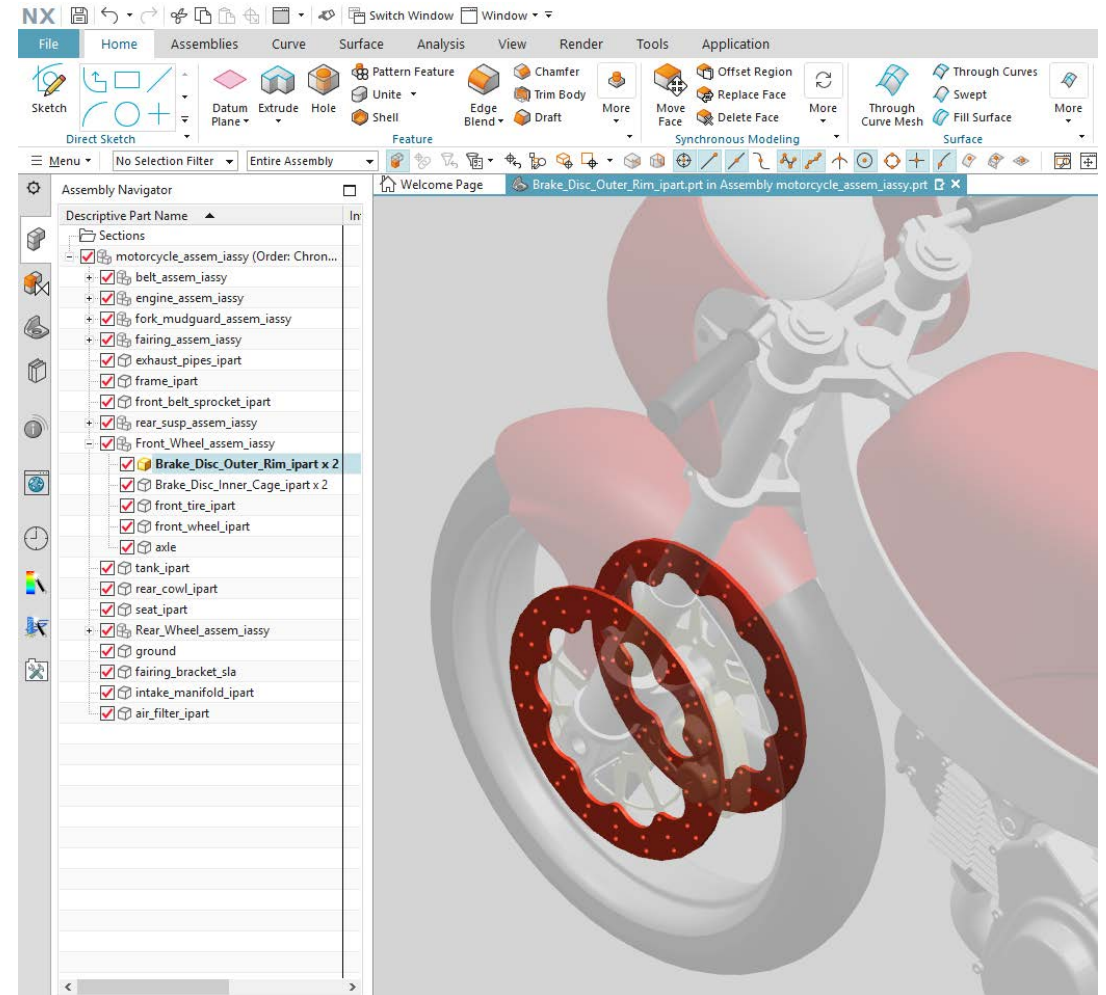 NX Switch Window Window
File Home Assemblies Curve Surface Analysis View Render Tools Application
Sketch
Datum Plane
Extrude
Hole
Pattern Feature
Unite
Shell
Edge Blend
Chamfer
Trim Body
Draft
More
Move Face
Offset Region
Replace Face
Delete Face
More
Through Curve Mesh
Through Curves
Swept
Fill Surface
More
Direct Sketch Feature Synchronous Modeling Surface
Menu No Selection Filter Entire Assembly
Assembly Navigator
Welcome Page Brake_Disc_Outer_Rim_ipart.prt in Assembly motorcycle_assem_iassy.prt
Descriptive Part Name In
Sections
motorcycle_assem_iassy (Order: Chron...
belt_assem_iassy
engine_assem_iassy
fork_mudguard_assem_iassy
fairing_assem_iassy
exhaust_pipes_ipart
frame_ipart
front_belt_sprocket_ipart
rear_susp_assem_iassy
Front_Wheel_assem_iassy
Brake_Disc_Outer_Rim_ipart x 2
Brake_Disc_Inner_Cage_ipart x 2
front_tire_ipart
front_wheel_ipart
axle
tank_ipart
rear_cowl_ipart
seat_ipart
Rear_Wheel_assem_iassy
ground
fairing_bracket_sla
intake_manifold_ipart
air_filter_ipart